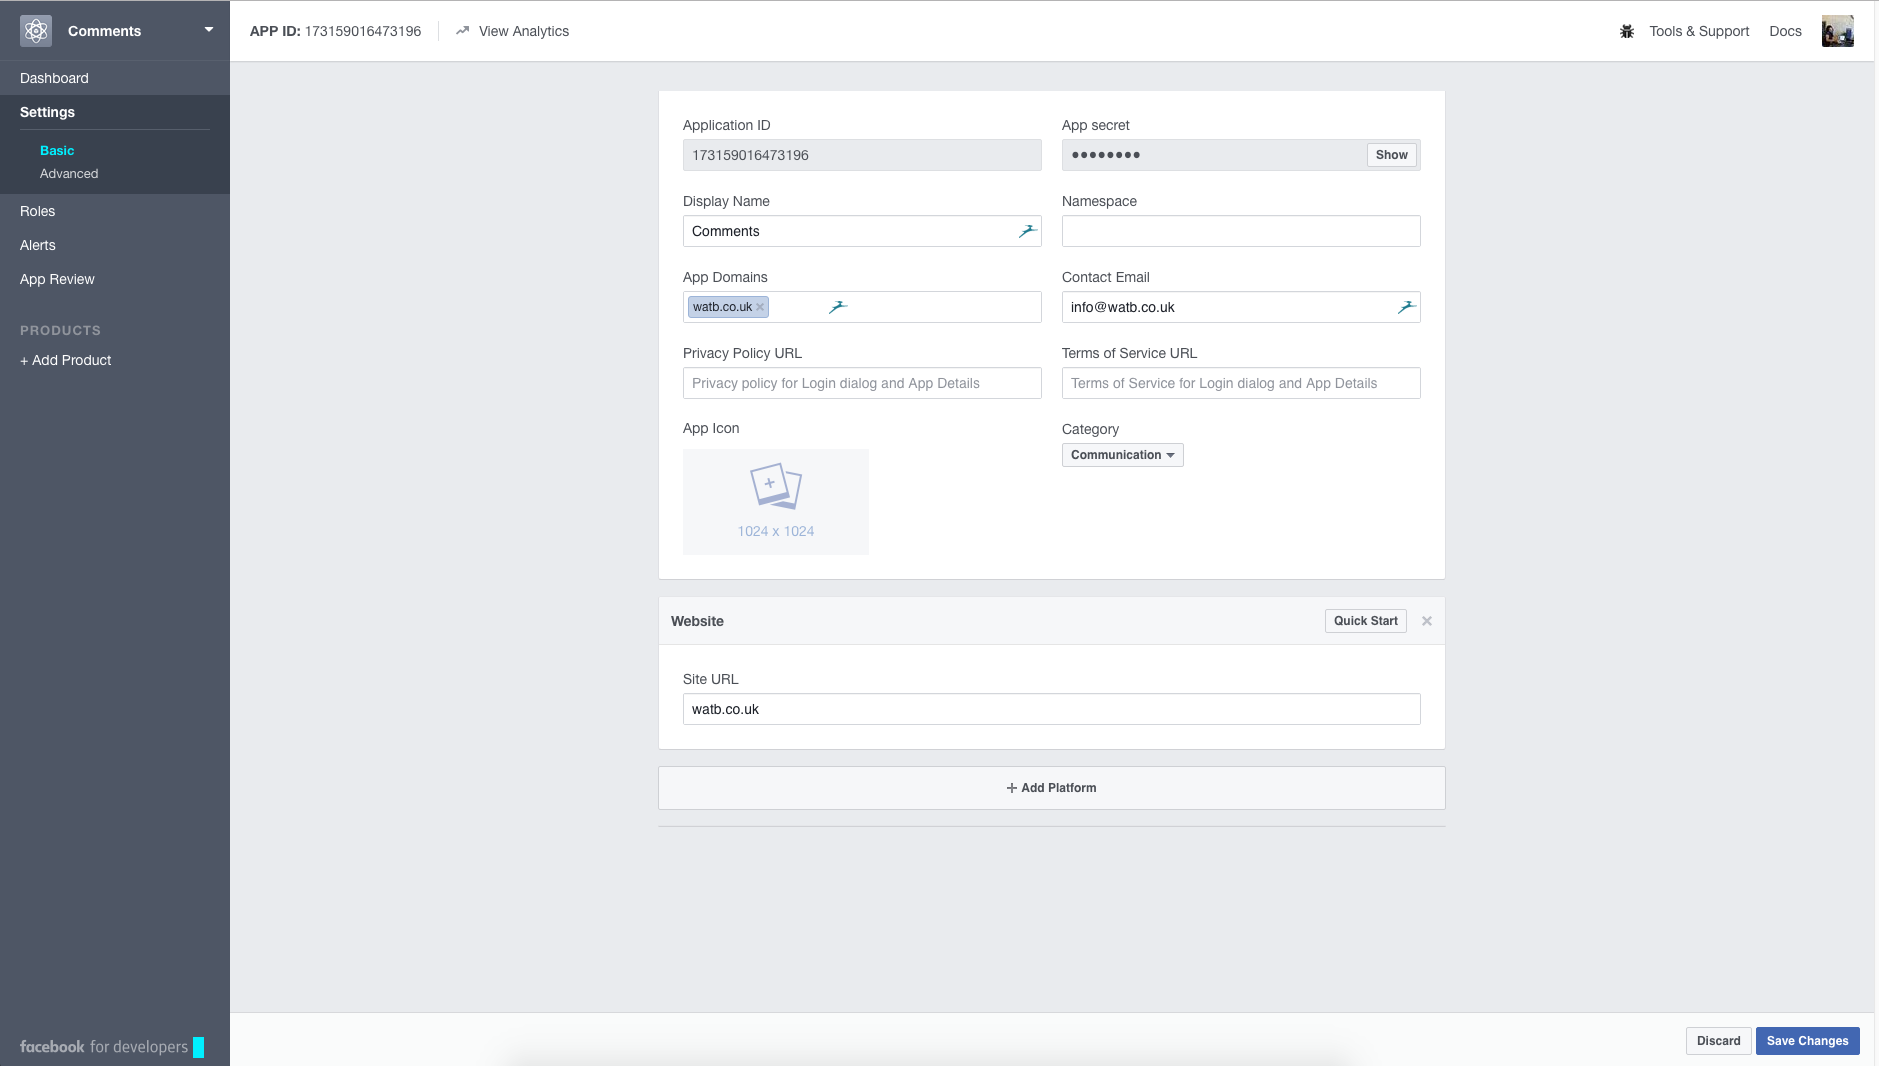 Comments
APP ID: 173159016473196
View Analytics
Tools & Support
Docs
Dashboard
Settings
Basic
Advanced
Roles
Alerts
App Review
PRODUCTS
+ Add Product
Application ID
173159016473196
App secret
●●●●●●●●
Show
Display Name
Comments
Namespace
App Domains
watb.co.uk ×
Contact Email
info@watb.co.uk
Privacy Policy URL
Privacy policy for Login dialog and App Details
Terms of Service URL
Terms of Service for Login dialog and App Details
App Icon
1024 x 1024
Category
Communication
Website
Quick Start
×
Site URL
watb.co.uk
+ Add Platform
facebook for developers
Discard
Save Changes